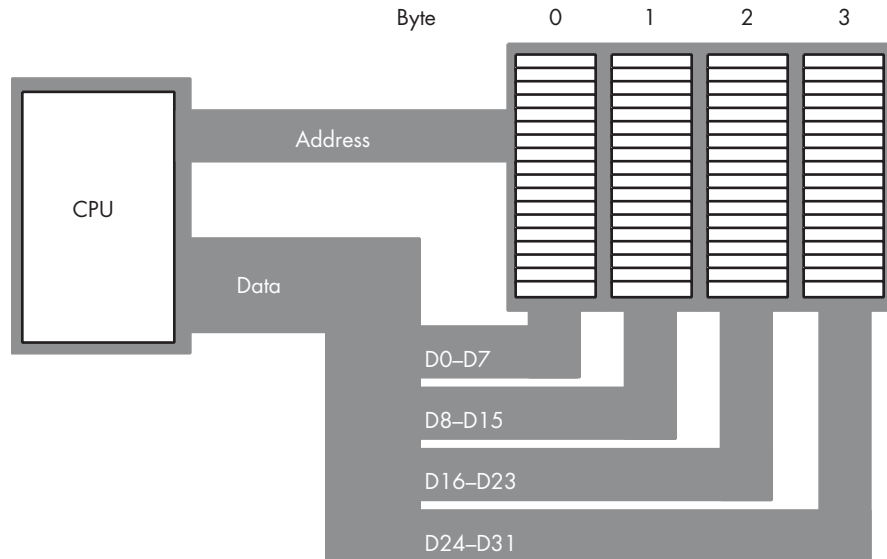 Byte 0 1 2 3
Address
CPU
Data
D0–D7
D8–D15
D16–D23
D24–D31